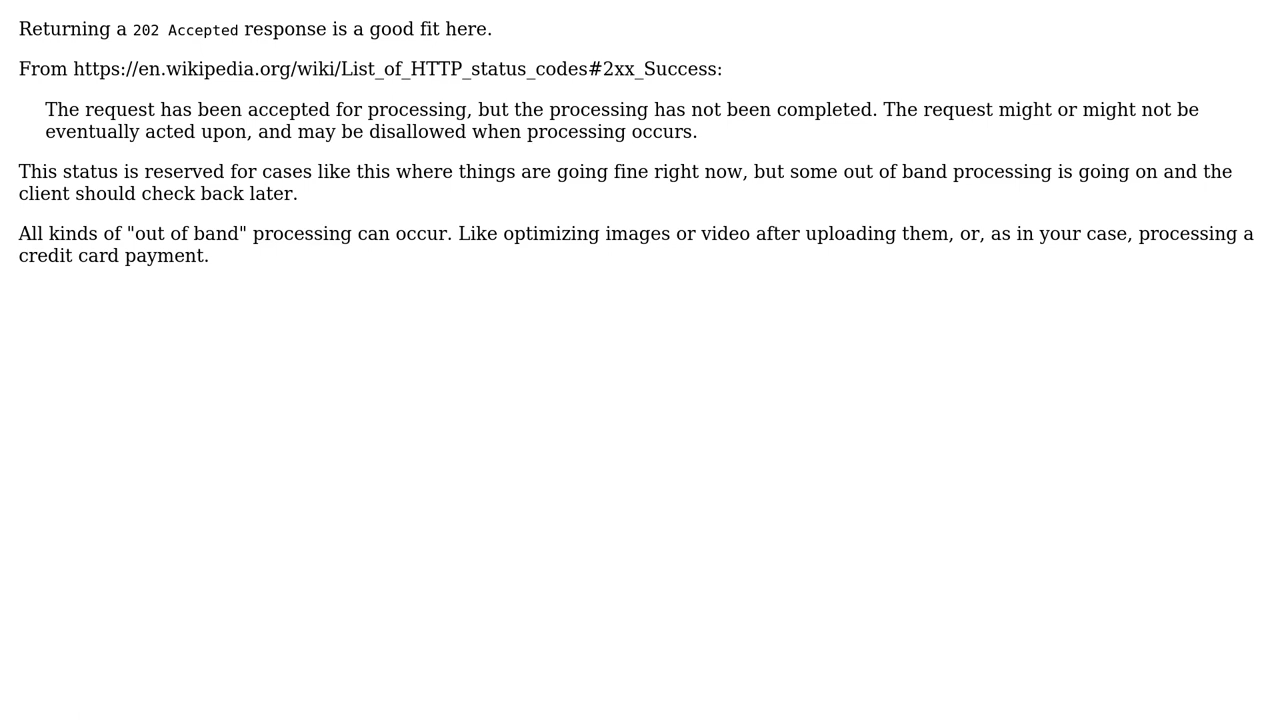 Returning a 202 Accepted response is a good fit here.
From https://en.wikipedia.org/wiki/List_of_HTTP_status_codes#2xx_Success:
The request has been accepted for processing, but the processing has not been completed. The request might or might not be
eventually acted upon, and may be disallowed when processing occurs.
This status is reserved for cases like this where things are going fine right now, but some out of band processing is going on and the
client should check back later.
All kinds of "out of band" processing can occur. Like optimizing images or video after uploading them, or, as in your case, processing a
credit card payment.